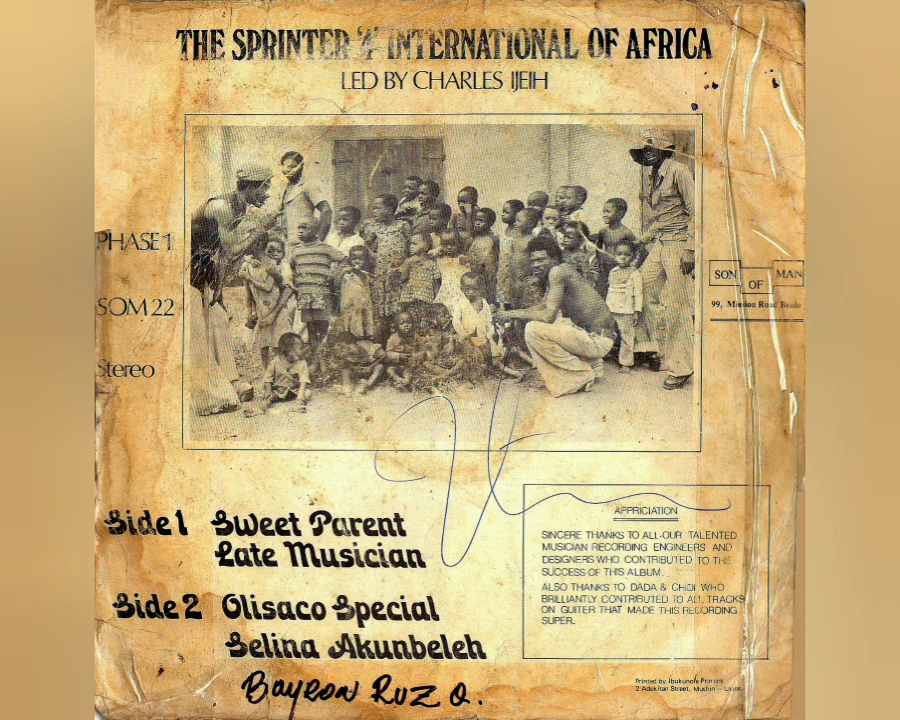 THE SPRINTER '4' INTERNATIONAL OF AFRICA
LED BY CHARLES IJEIH
PHASE 1
SOM 22
Stereo
SON OF MAN
99, Mission Road Benin
Side 1 Sweet Parent
Late Musician
Side 2 Olisaco Special
Selina Akunbeleh
Bayron Ruz Q.
APPRICIATION
SINCERE THANKS TO ALL-OUR TALENTED
MUSICIAN RECORDING ENGINEERS AND
DESIGNERS WHO CONTRIBUTED TO THE
SUCCESS OF THIS ALBUM.
ALSO THANKS TO DADA & CHIDI WHO
BRILLIANTLY CONTRIBUTED TO ALL TRACKS
ON GUITER THAT MADE THIS RECORDING
SUPER.
Printed by Ibukunola Printers
2 Adekitan Street, Mushin — Lagos.